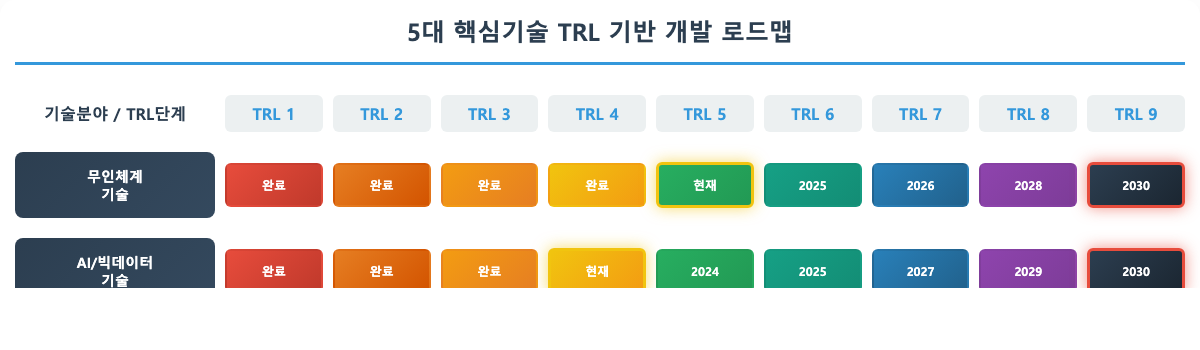 5대 핵심기술 TRL 기반 개발 로드맵
기술분야 / TRL단계 TRL 1 TRL 2 TRL 3 TRL 4 TRL 5 TRL 6 TRL 7 TRL 8 TRL 9
무인체계
기술
완료 완료 완료 완료 현재 2025 2026 2028 2030
AI/빅데이터
기술
완료 완료 완료 현재 2024 2025 2027 2029 2030